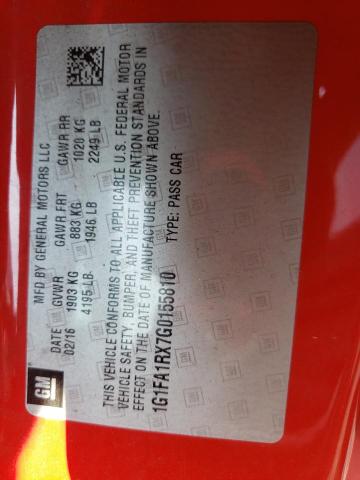 GM
MFD BY GENERAL MOTORS LLC
DATE GVWR GAWR FRT GAWR RR
02/16 1903 KG 883 KG 1020 KG
4195 LB 1946 LB 2249 LB
THIS VEHICLE CONFORMS TO ALL APPLICABLE U.S. FEDERAL MOTOR
VEHICLE SAFETY, BUMPER, AND THEFT PREVENTION STANDARDS IN
EFFECT ON THE DATE OF MANUFACTURE SHOWN ABOVE.
1G1FA1RX7G0155810 TYPE: PASS CAR